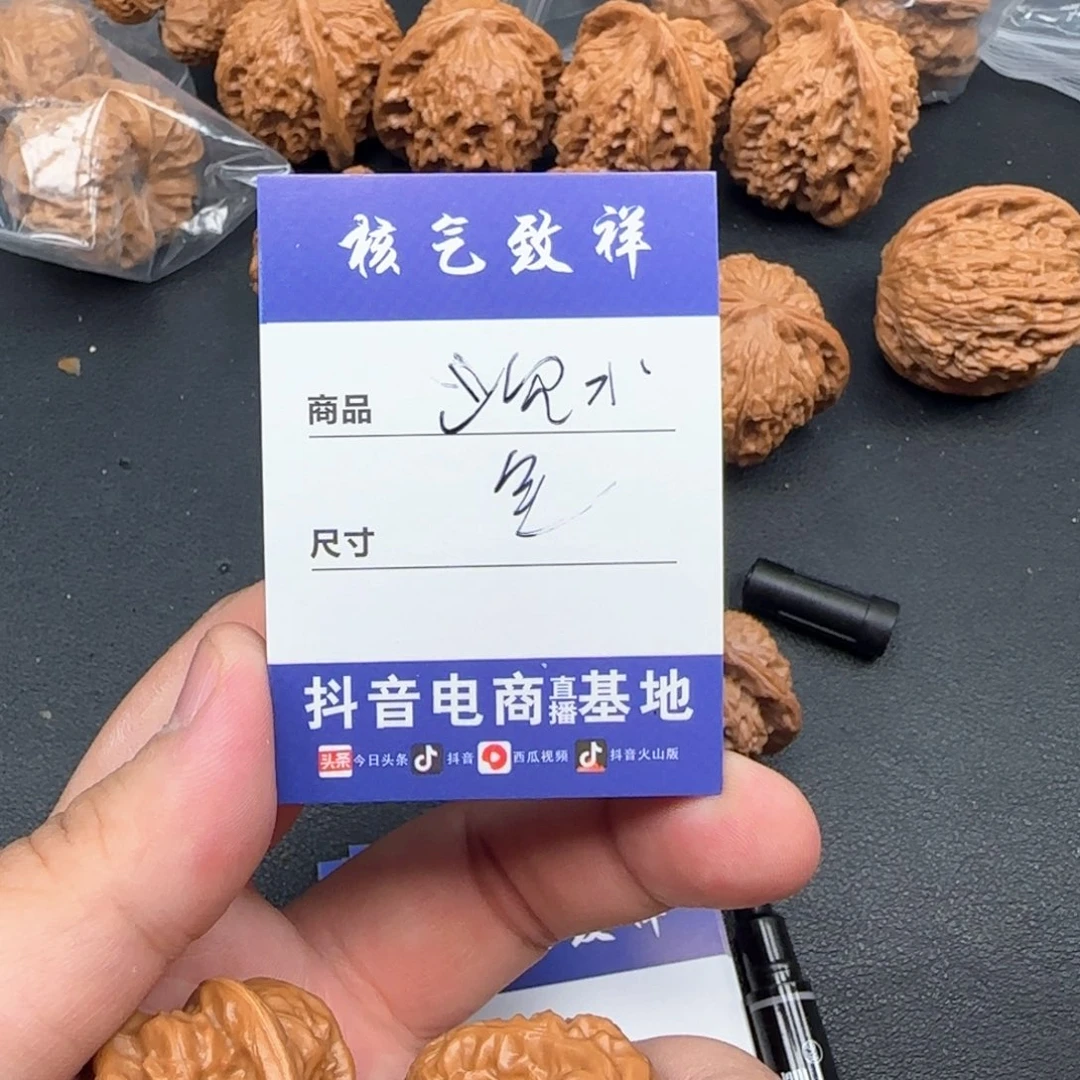 核气致祥
商品
尺寸
抖音电商直播基地
头条 今日头条 抖音 西瓜视频 抖音火山版